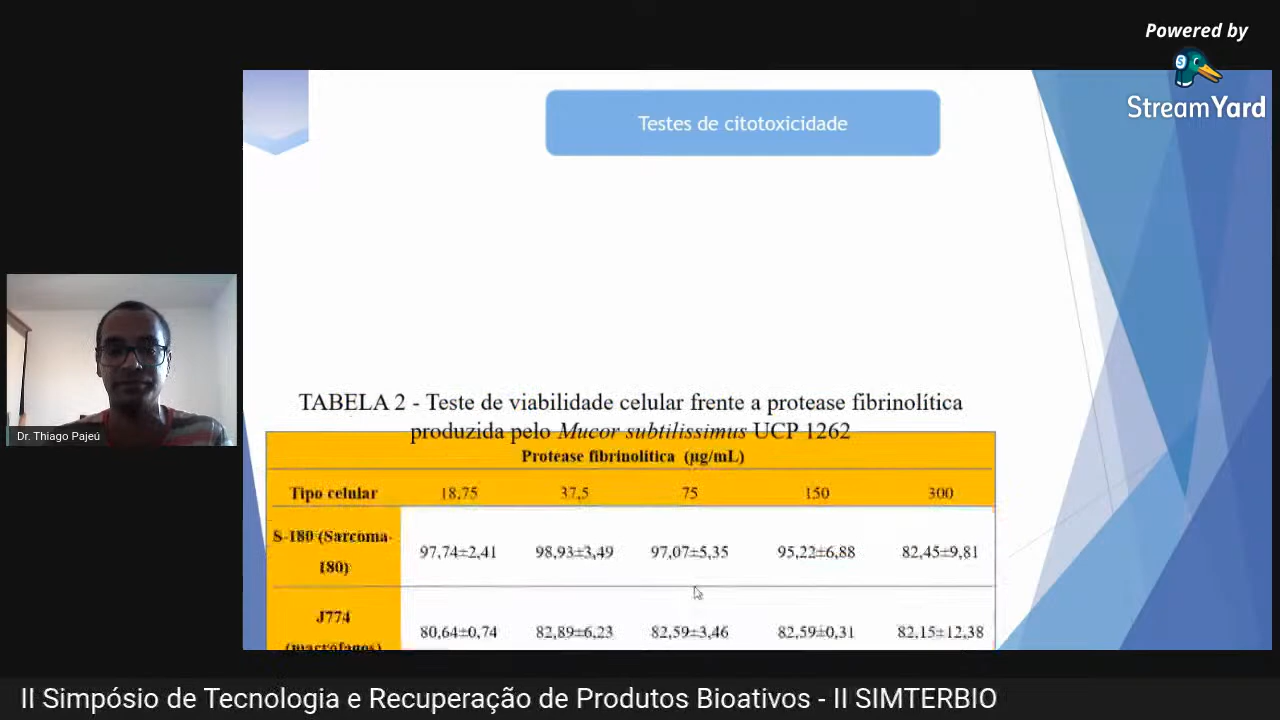 Powered by
StreamYard
Testes de citotoxicidade
TABELA 2 - Teste de viabilidade celular frente a protease fibrinolítica
produzida pelo Mucor subtilissimus UCP 1262
Protease fibrinolítica (µg/mL)
Tipo celular 18,75 37,5 75 150 300
S-180 (Sarcoma-
180)
97,74±2,41 98,93±3,49 97,07±5,35 95,22±6,88 82,45±9,81
J774
(macrófagos)
80,64±0,74 82,89±6,23 82,59±3,46 82,59±0,31 82,15±12,38
Dr. Thiago Pajeú
II Simpósio de Tecnologia e Recuperação de Produtos Bioativos - II SIMTERBIO